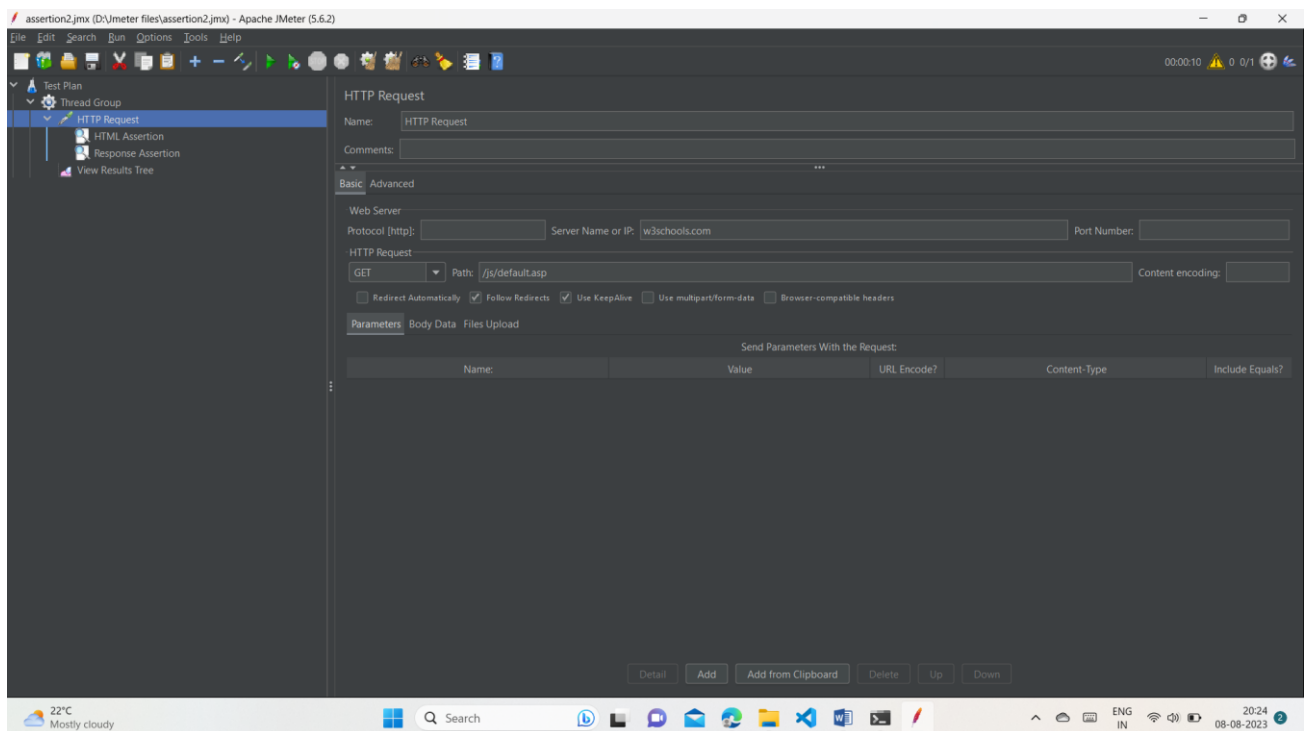 assertion2.jmx (D:\Jmeter files\assertion2.jmx) - Apache JMeter (5.6.2)
File Edit Search Run Options Tools Help
00:00:10 0 0/1
Test Plan
Thread Group
HTTP Request
HTML Assertion
Response Assertion
View Results Tree
HTTP Request
Name: HTTP Request
Comments:
Basic Advanced
Web Server
Protocol [http]: Server Name or IP: w3schools.com Port Number:
HTTP Request
GET Path: /js/default.asp Content encoding:
Redirect Automatically Follow Redirects Use KeepAlive Use multipart/form-data Browser-compatible headers
Parameters Body Data Files Upload
Send Parameters With the Request:
Name: Value URL Encode? Content-Type Include Equals?
Detail Add Add from Clipboard Delete Up Down
22°C
Mostly cloudy
Search
ENG
IN
20:24
08-08-2023
2